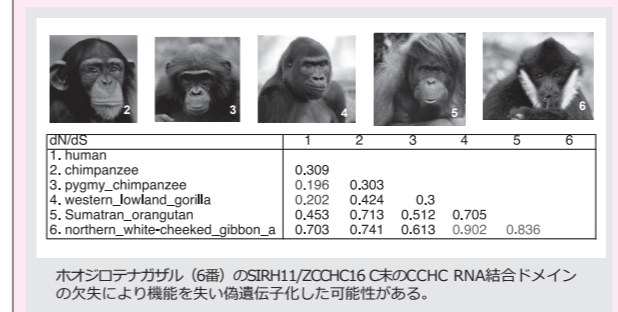 2 3 4 5 6
dN/dS 1 2 3 4 5 6
1. human
2. chimpanzee 0.309
3. pygmy_chimpanzee 0.196 0.303
4. western_lowland_gorilla 0.202 0.424 0.3
5. Sumatran_orangutan 0.453 0.713 0.512 0.705
6. northern_white-cheeked_gibbon_a 0.703 0.741 0.613 0.902 0.836
ホオジロテナガザル（6番）のSIRH11/ZCCHC16 C末のCCHC RNA結合ドメイン
の欠失により機能を失い偽遺伝子化した可能性がある。